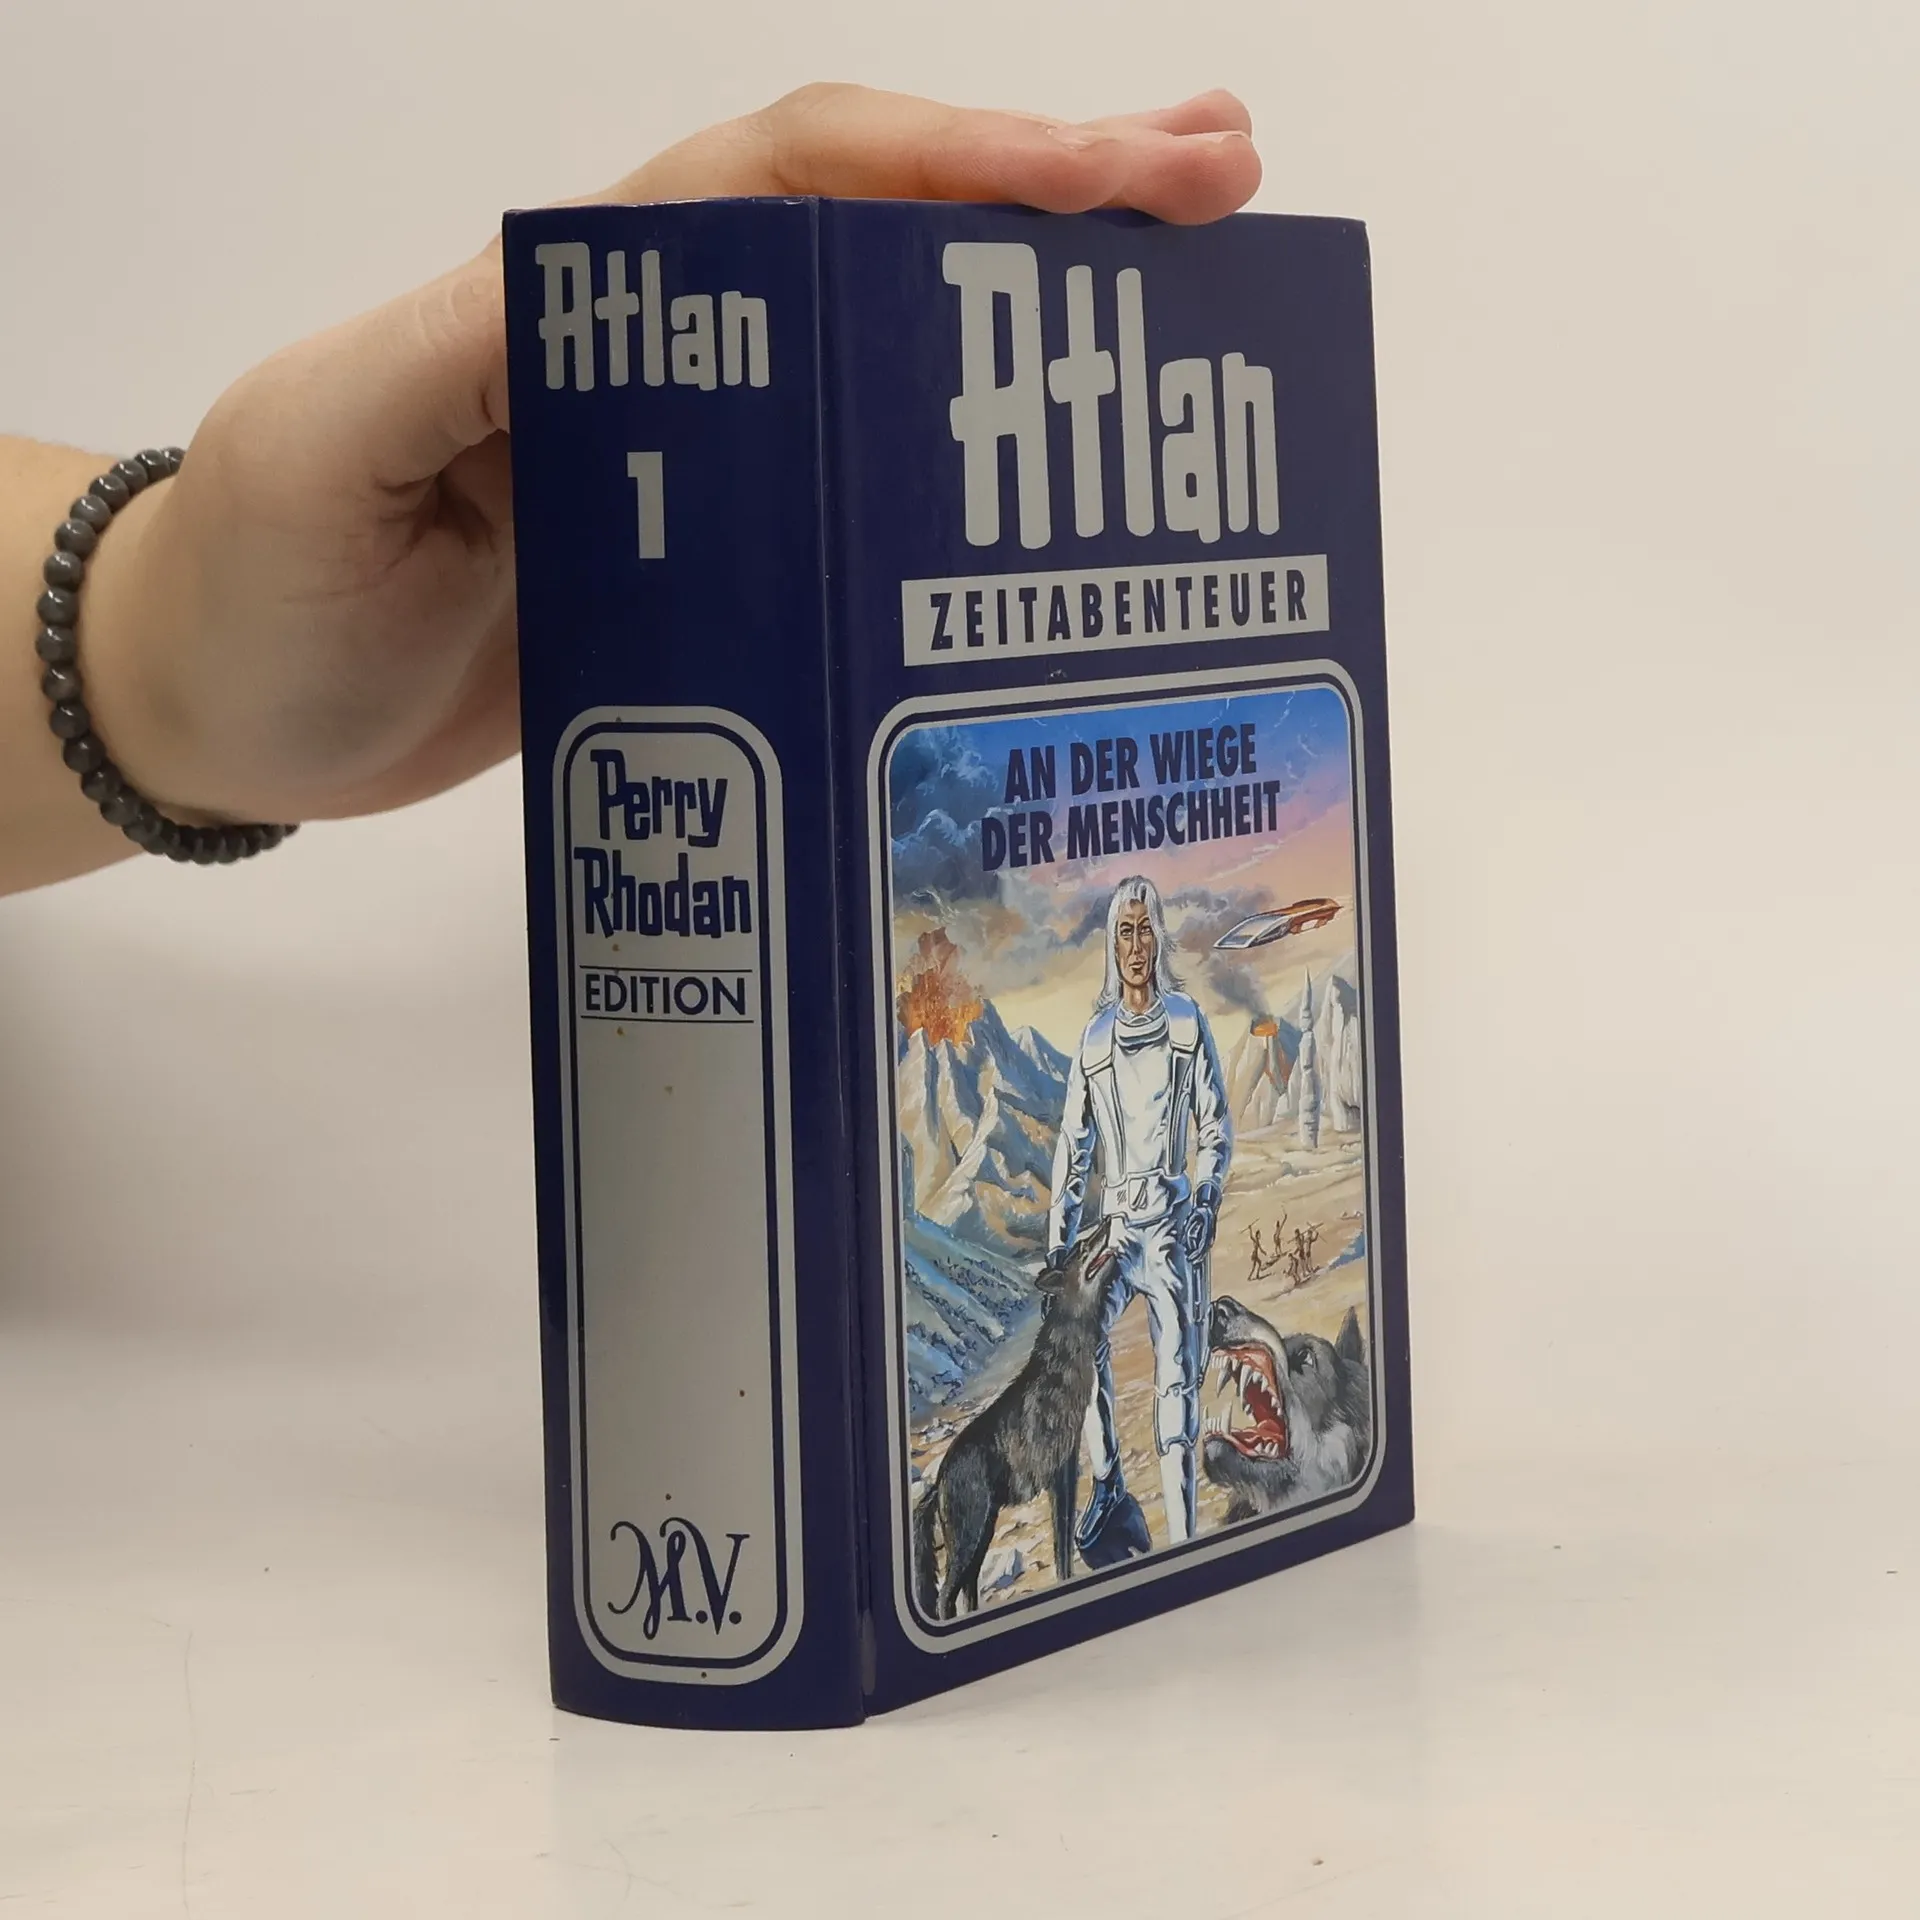 Atlan
1
Perry
Rhodan
EDITION
M.V.
Atlan
ZEITABENTEUER
AN DER WIEGE
DER MENSCHHEIT